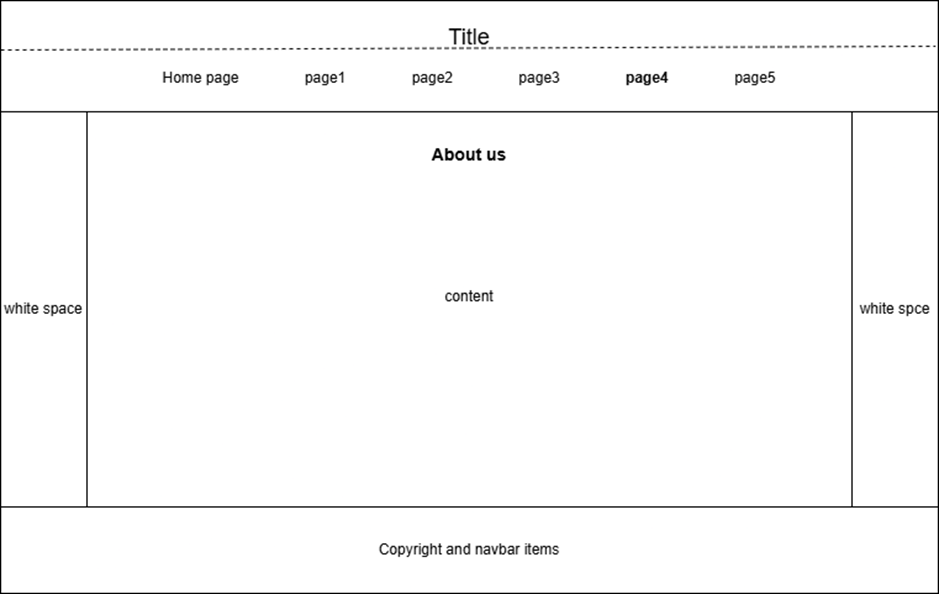 Title
Home page page1 page2 page3 page4 page5
About us
content
white space
white spce
Copyright and navbar items